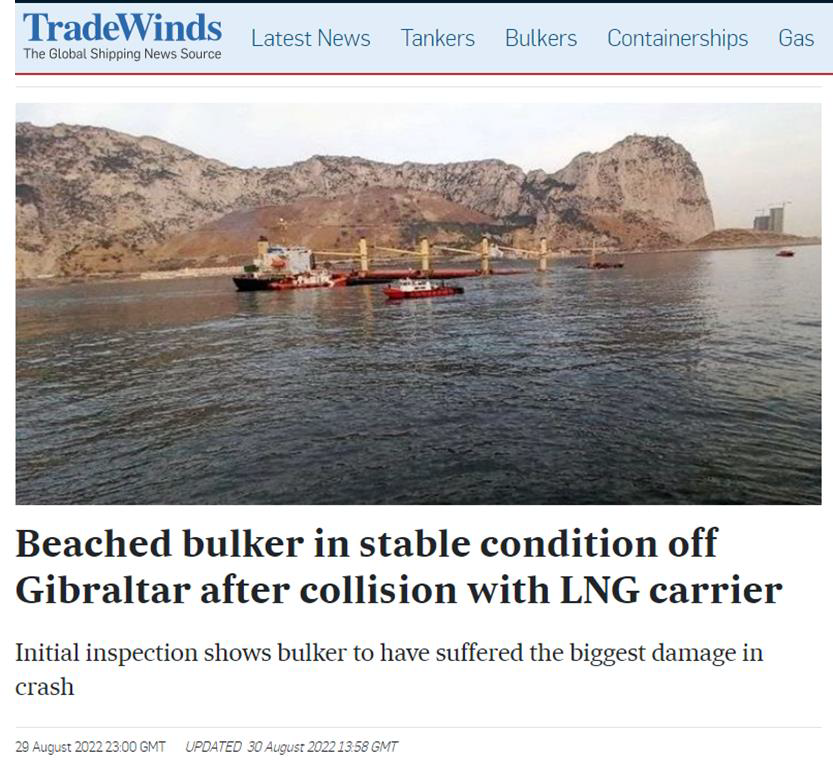 TradeWinds
The Global Shipping News Source
Latest News Tankers Bulkers Containerships Gas
Beached bulker in stable condition off
Gibraltar after collision with LNG carrier
Initial inspection shows bulker to have suffered the biggest damage in
crash
29 August 2022 23:00 GMT UPDATED 30 August 2022 13:58 GMT